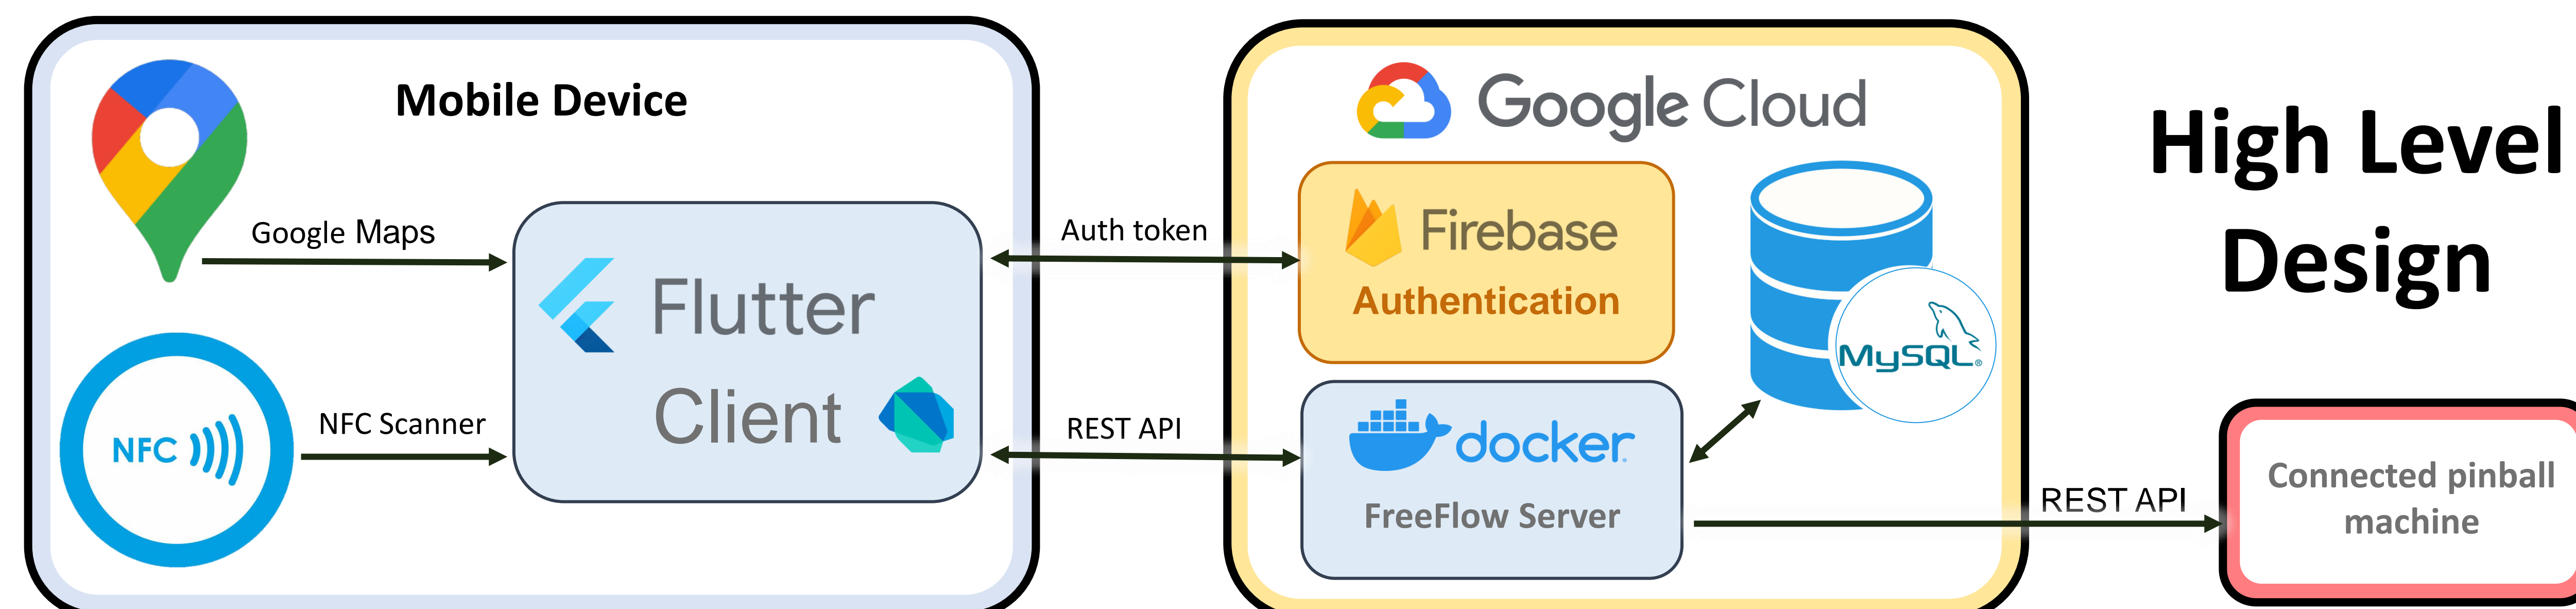 Mobile Device
Google Maps
Flutter
Client
NFC
NFC Scanner
Auth token
REST API
Google Cloud
Firebase
Authentication
MySQL®
docker
FreeFlow Server
REST API
High Level
Design
Connected pinball
machine